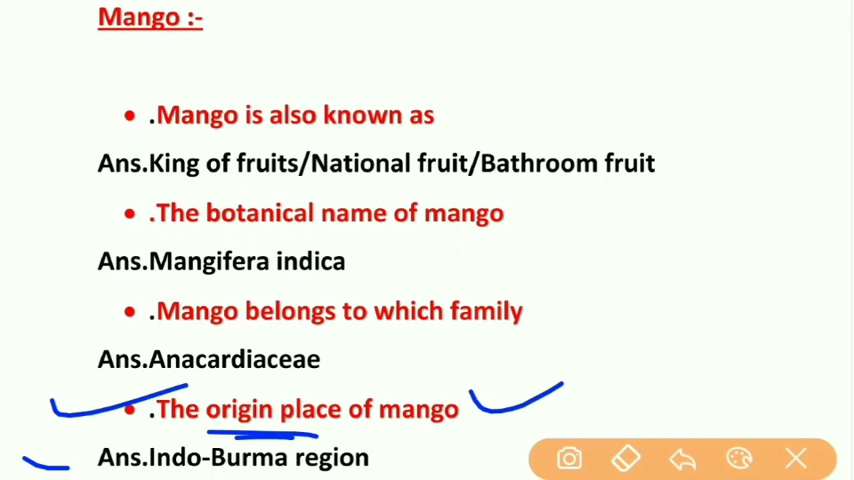 Mango :-
• .Mango is also known as
Ans.King of fruits/National fruit/Bathroom fruit
• .The botanical name of mango
Ans.Mangifera indica
• .Mango belongs to which family
Ans.Anacardiaceae
• .The origin place of mango
Ans.Indo-Burma region